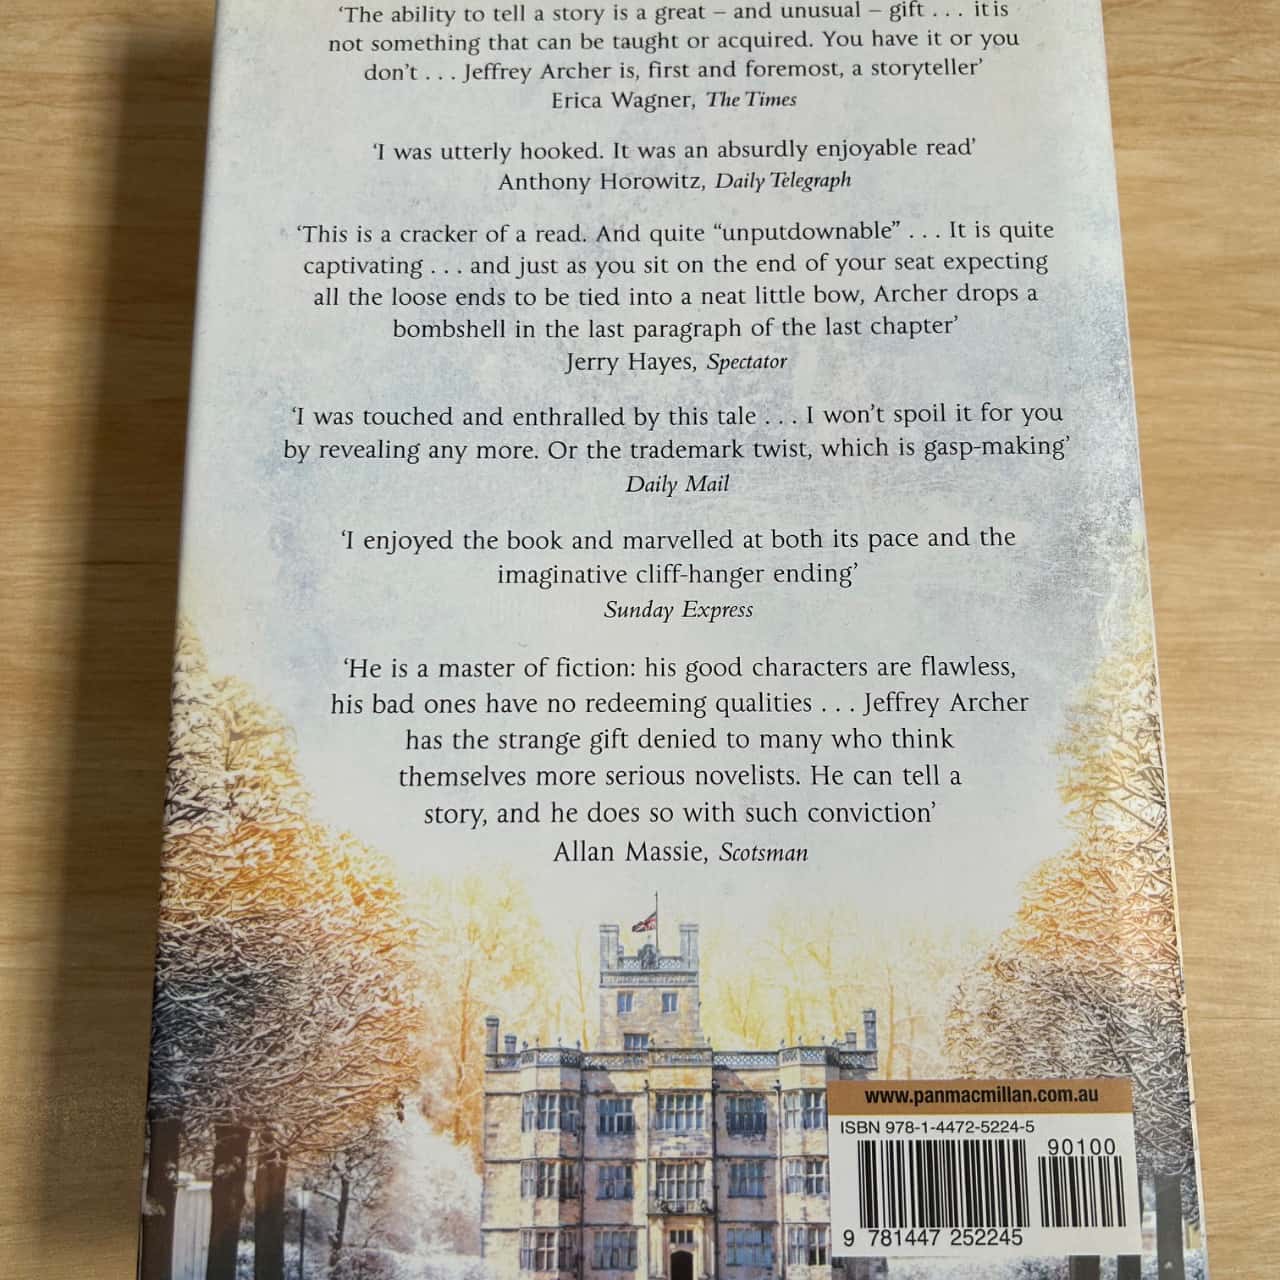 ‘The ability to tell a story is a great – and unusual – gift . . . it is
not something that can be taught or acquired. You have it or you
don’t . . . Jeffrey Archer is, first and foremost, a storyteller’
Erica Wagner, The Times
‘I was utterly hooked. It was an absurdly enjoyable read’
Anthony Horowitz, Daily Telegraph
‘This is a cracker of a read. And quite “unputdownable” . . . It is quite
captivating . . . and just as you sit on the end of your seat expecting
all the loose ends to be tied into a neat little bow, Archer drops a
bombshell in the last paragraph of the last chapter’
Jerry Hayes, Spectator
‘I was touched and enthralled by this tale . . . I won’t spoil it for you
by revealing any more. Or the trademark twist, which is gasp-making’
Daily Mail
‘I enjoyed the book and marvelled at both its pace and the
imaginative cliff-hanger ending’
Sunday Express
‘He is a master of fiction: his good characters are flawless,
his bad ones have no redeeming qualities . . . Jeffrey Archer
has the strange gift denied to many who think
themselves more serious novelists. He can tell a
story, and he does so with such conviction’
Allan Massie, Scotsman
www.panmacmillan.com.au
ISBN 978-1-4472-5224-5
90100
9 781447 252245